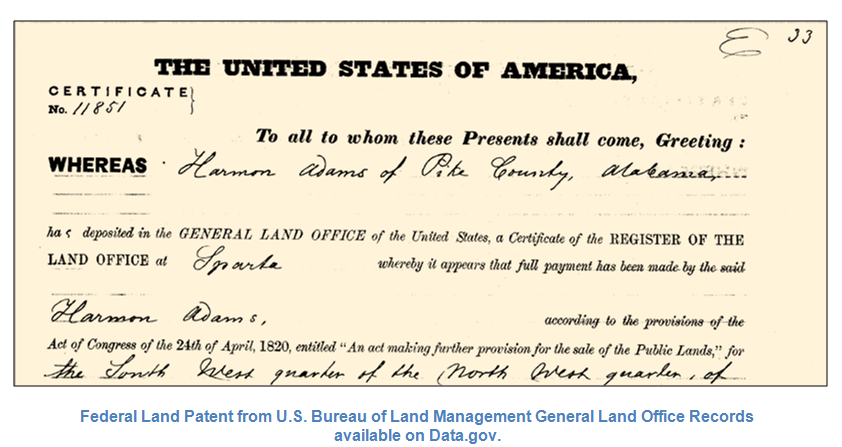 33
THE UNITED STATES OF AMERICA,
CERTIFICATE
No. 11851
To all to whom these Presents shall come, Greeting :
WHEREAS Harmon Adams of Pike County, Alabama,
has deposited in the GENERAL LAND OFFICE of the United States, a Certificate of the REGISTER OF THE
LAND OFFICE at Sparta whereby it appears that full payment has been made by the said
Harmon Adams, according to the provisions of the
Act of Congress of the 24th of April, 1820, entitled “An act making further provision for the sale of the Public Lands,” for
the South West quarter of the North West quarter, of
Federal Land Patent from U.S. Bureau of Land Management General Land Office Records
available on Data.gov.